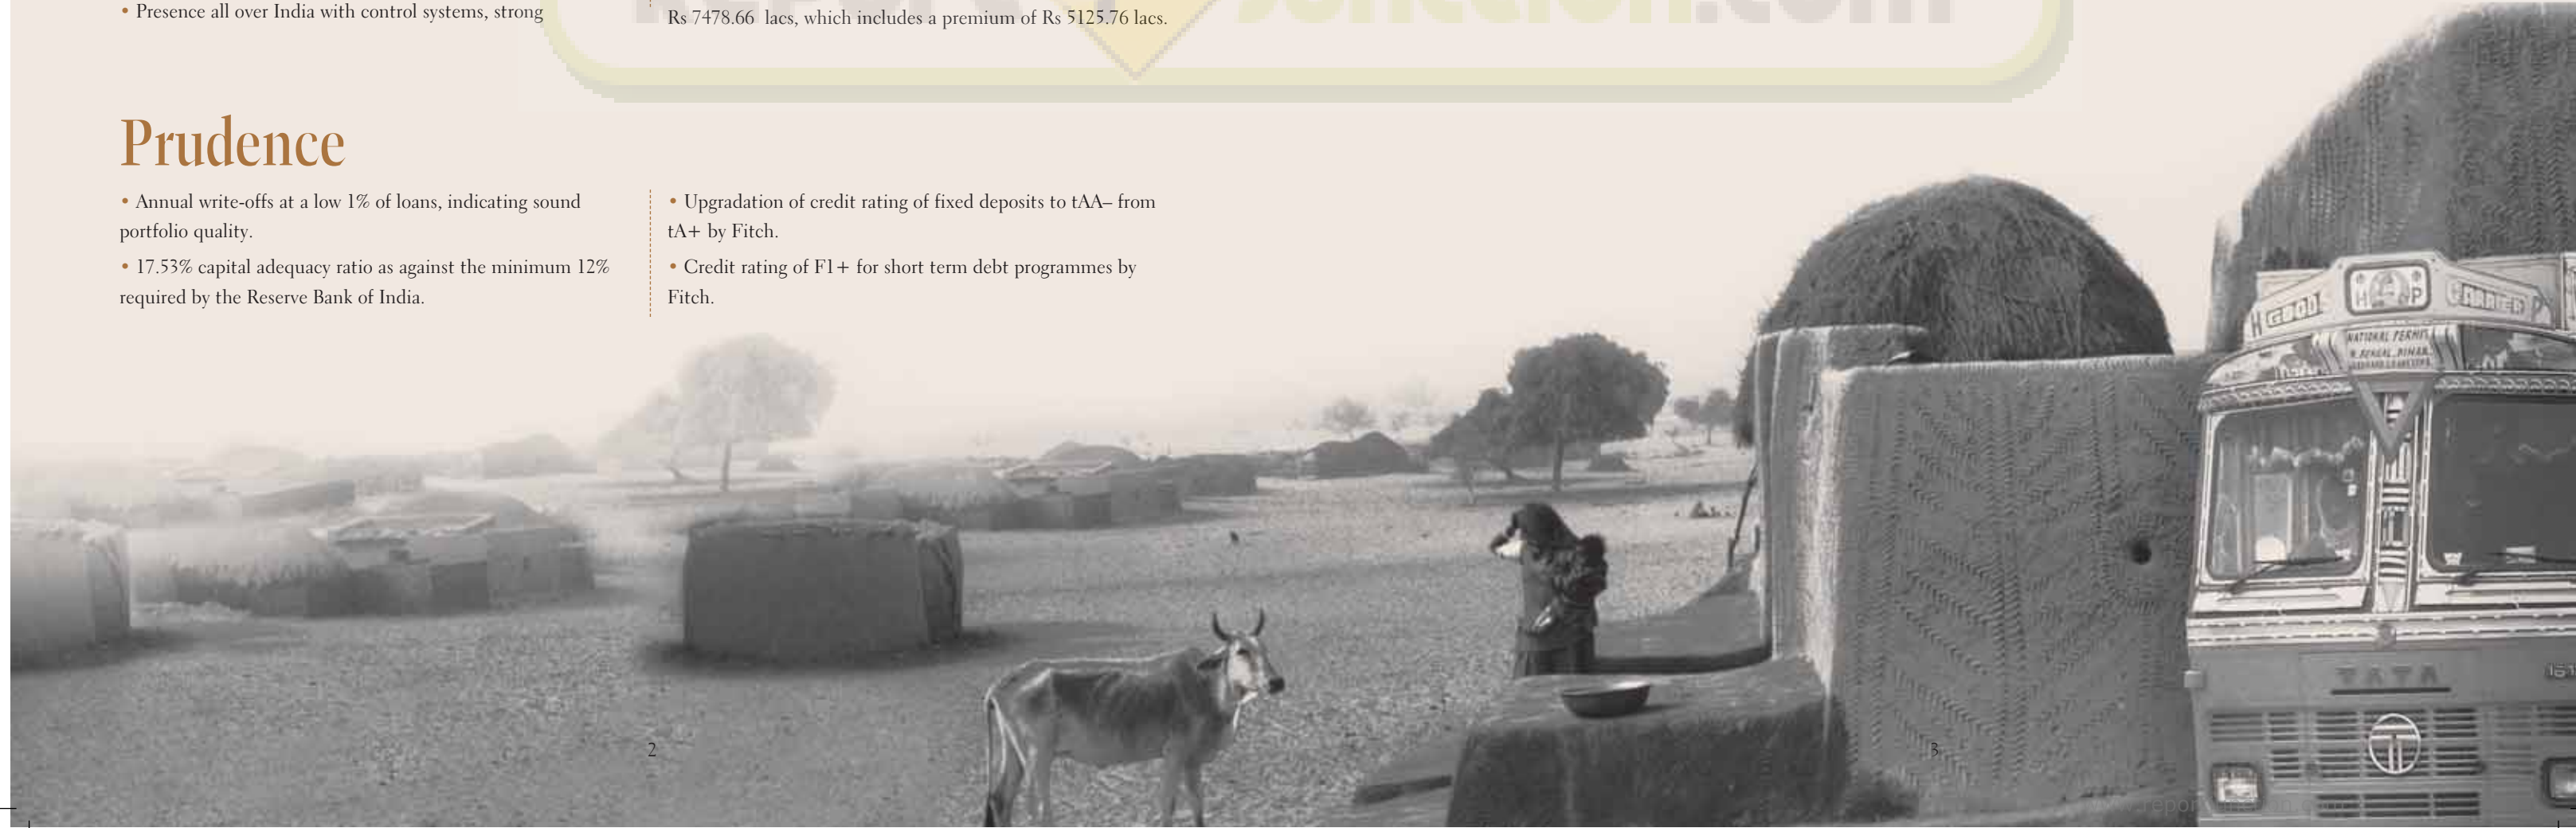 • Presence all over India with control systems, strong
Rs 7478.66 lacs, which includes a premium of Rs 5125.76 lacs.
Prudence
• Annual write-offs at a low 1% of loans, indicating sound
portfolio quality.
• 17.53% capital adequacy ratio as against the minimum 12%
required by the Reserve Bank of India.
• Upgradation of credit rating of fixed deposits to tAA– from
tA+ by Fitch.
• Credit rating of F1+ for short term debt programmes by
Fitch.
H GOOD
H P
CARRIER P
NATIONAL PERMIT
W. BENGAL, BIHAR,
TATA
2
3